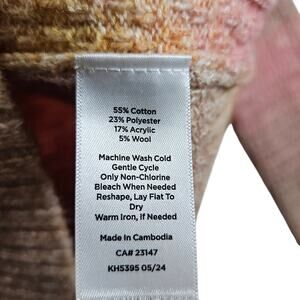 55% Cotton
23% Polyester
17% Acrylic
5% Wool
Machine Wash Cold
Gentle Cycle
Only Non-Chlorine
Bleach When Needed
Reshape, Lay Flat To
Dry
Warm Iron, if Needed
Made In Cambodia
CA# 23147
KH5395 05/24